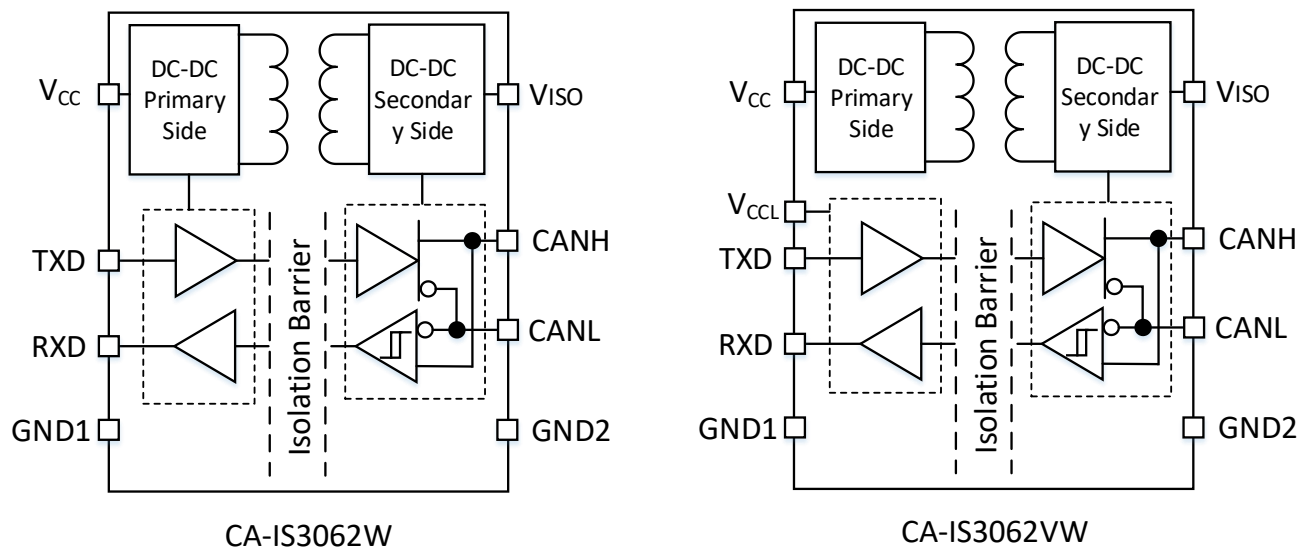 DC-DC
Primary
Side
DC-DC
Secondar
y Side
VCC
VISO
TXD
RXD
GND1
CANH
CANL
GND2
Isolation Barrier
CA-IS3062W
DC-DC
Primary
Side
DC-DC
Secondar
y Side
VCC
VISO
VCCL
TXD
RXD
GND1
CANH
CANL
GND2
Isolation Barrier
CA-IS3062VW